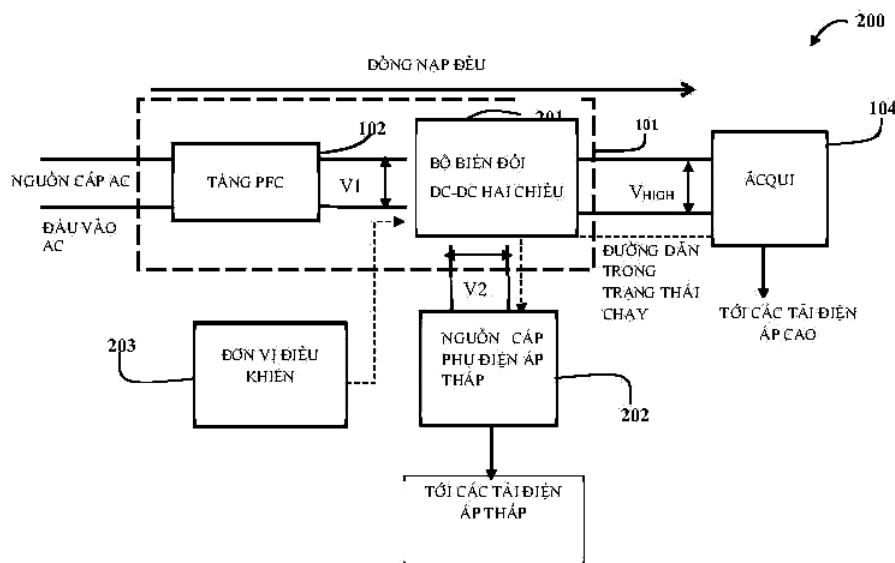 200
DÒNG NẠP ĐỀU
102
201
101
104
NGUỒN CẤP AC
TẦNG PFC
V1
BỘ BIẾN ĐỔI
DC-DC HAI CHIỀU
VHIGH
ẮCQUI
ĐẦU VÀO
AC
ĐƯỜNG DẪN
TRONG
TRẠNG THÁI
CHẠY
V2
TỚI CÁC TẢI ĐIỆN
ÁP CAO
203
ĐƠN VỊ ĐIỀU
KHIỂN
NGUỒN CẤP
PHỤ ĐIỆN ÁP
THẤP
202
TỚI CÁC TẢI ĐIỆN
ÁP THẤP